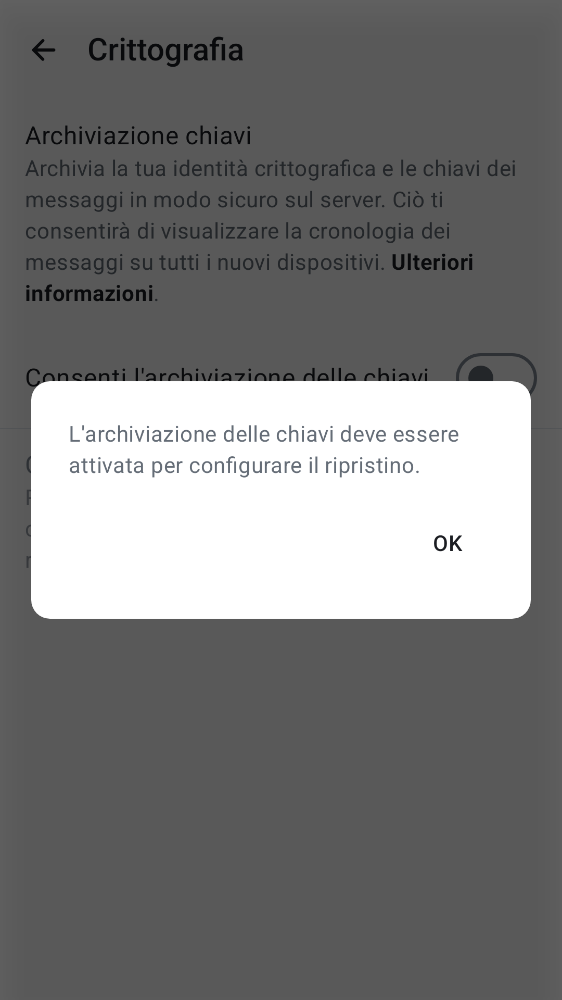 Crittografia
Archiviazione chiavi
Archivia la tua identità crittografica e le chiavi dei
messaggi in modo sicuro sul server. Ciò ti
consentirà di visualizzare la cronologia dei
messaggi su tutti i nuovi dispositivi. Ulteriori
informazioni.
Consenti l'archiviazione delle chiavi
L'archiviazione delle chiavi deve essere
attivata per configurare il ripristino.
OK